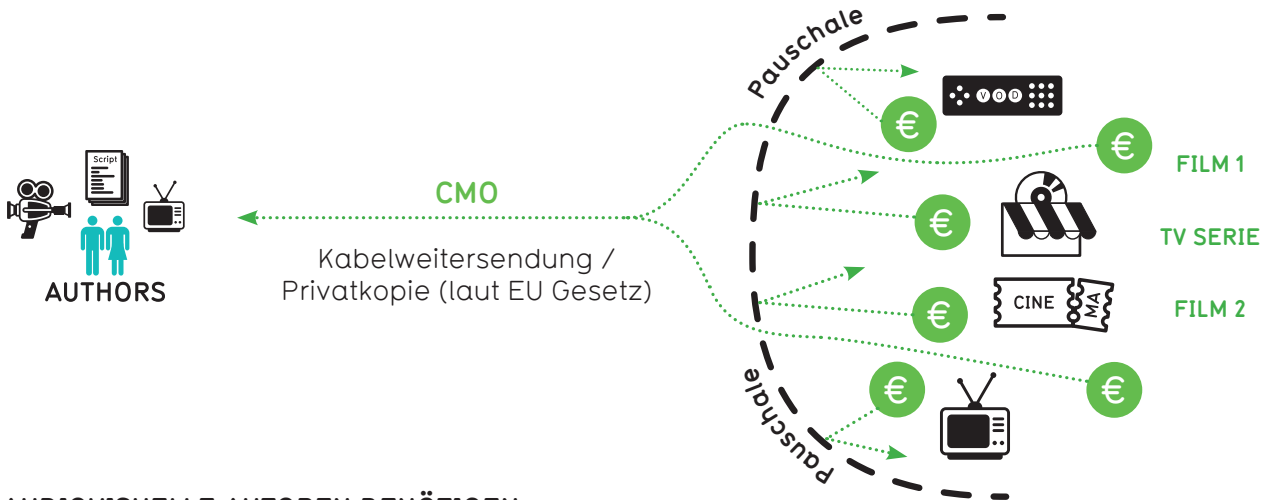 Pauschale
VOD
FILM 1
Script
CMO
TV SERIE
Kabelweitersendung /
Privatkopie (laut EU Gesetz)
AUTHORS
CINE MA
FILM 2
Pauschale